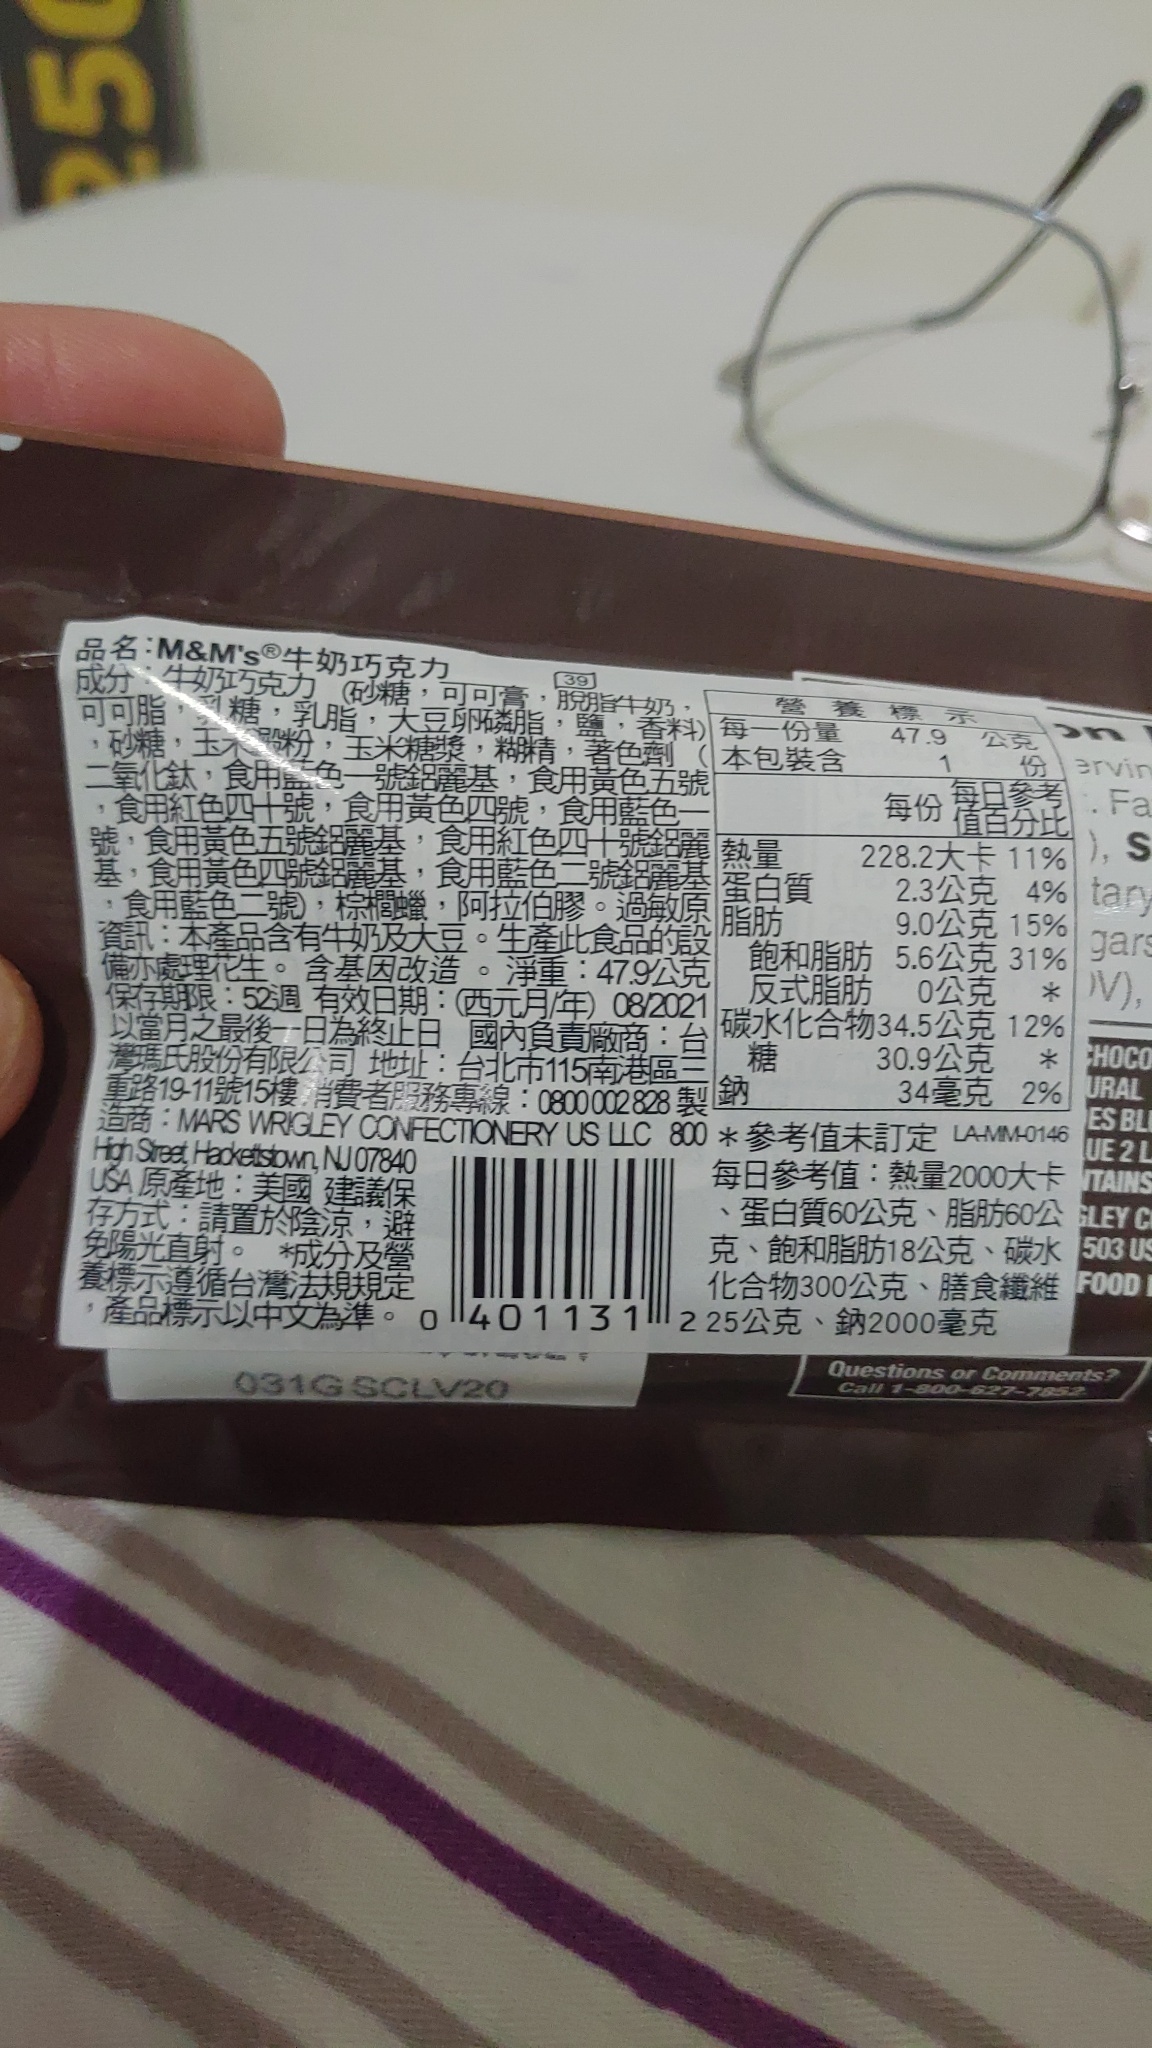 250
品名：M&M's®牛奶巧克力
39
成分：牛奶巧克力（砂糖，可可膏，脫脂牛奶，
可可脂，乳糖，乳脂，大豆卵磷脂，鹽，香料）
，砂糖，玉米澱粉，玉米糖漿，糊精，著色劑（
二氧化鈦，食用藍色一號鋁麗基，食用黃色五號
，食用紅色四十號，食用黃色四號，食用藍色一
號，食用黃色五號鋁麗基，食用紅色四十號鋁麗
基，食用黃色四號鋁麗基，食用藍色二號鋁麗基
，食用藍色二號），棕櫚蠟，阿拉伯膠。過敏原
資訊：本產品含有牛奶及大豆。生產此食品的設
備亦處理花生。含基因改造。淨重：47.9公克
保存期限：52週 有效日期：(西元月/年) 08/2021
以當月之最後一日為終止日 國內負責廠商：台
灣瑪氏股份有限公司 地址：台北市115南港區三
重路19-11號15樓 消費者服務專線：0800 002 828 製
造商：MARS WRIGLEY CONFECTIONERY US LLC 800
High Street, Hackettstown, NJ 07840
USA 原產地：美國 建議保
存方式：請置於陰涼，避
免陽光直射。 *成分及營
養標示遵循台灣法規規定
，產品標示以中文為準。
0 401131 2
營養標示
每一份量 47.9 公克
本包裝含 1 份
每份 每日參考值百分比
熱量 228.2大卡 11%
蛋白質 2.3公克 4%
脂肪 9.0公克 15%
飽和脂肪 5.6公克 31%
反式脂肪 0公克 *
碳水化合物34.5公克 12%
糖 30.9公克 *
鈉 34毫克 2%
*參考值未訂定 LA-MM-0146
每日參考值：熱量2000大卡
、蛋白質60公克、脂肪60公
克、飽和脂肪18公克、碳水
化合物300公克、膳食纖維
25公克、鈉2000毫克
on
ervin
. Fa
), S
tary
gars
DV),
CHOCO
URAL
ES BLU
UE 2 L
NTAINS
GLEY CO
503 US
FOOD
031G SCLV20
Questions or Comments?
Call 1-800-627-7852